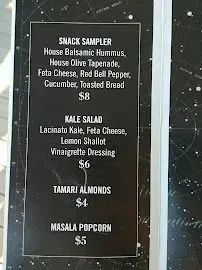 SNACK SAMPLER
House Balsamic Hummus,
House Olive Tapenade,
Feta Cheese, Red Bell Pepper,
Cucumber, Toasted Bread
$8
KALE SALAD
Lacinato Kale, Feta Cheese,
Lemon Shallot
Vinaigrette Dressing
$6
TAMARI ALMONDS
$4
MASALA POPCORN
$5